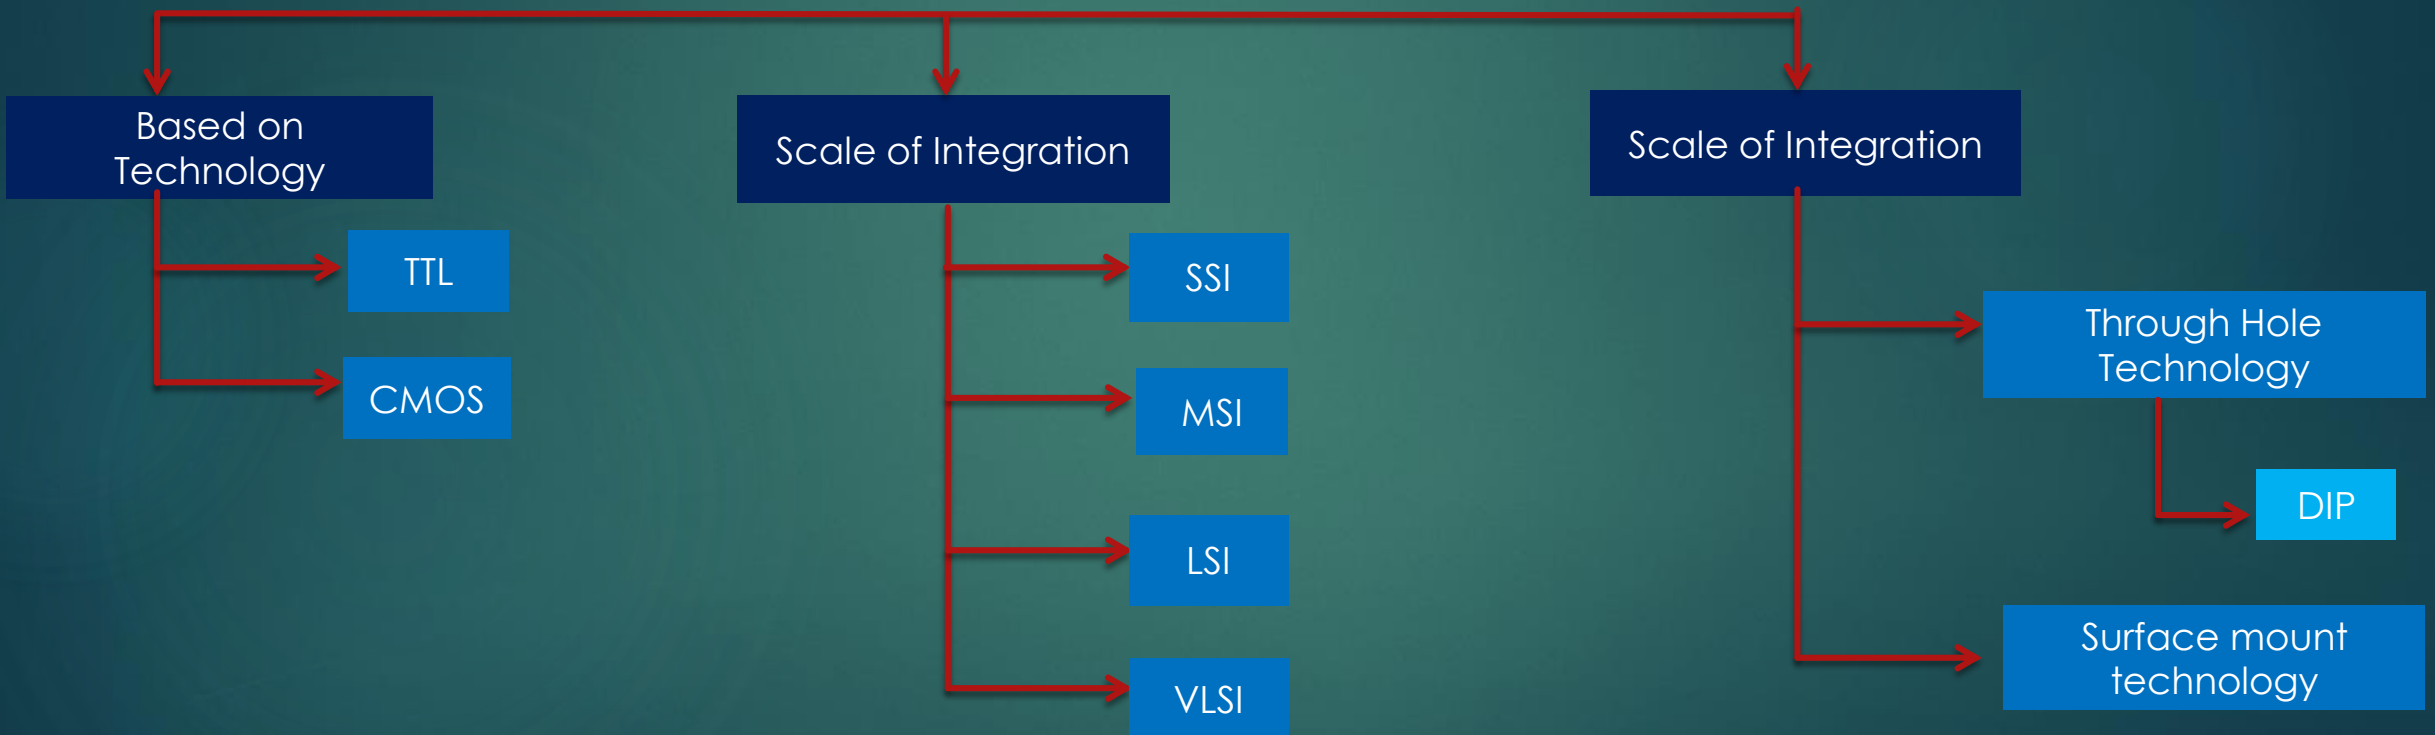 Based on
Technology
TTL
CMOS
Scale of Integration
SSI
MSI
LSI
VLSI
Scale of Integration
Through Hole
Technology
DIP
Surface mount
technology